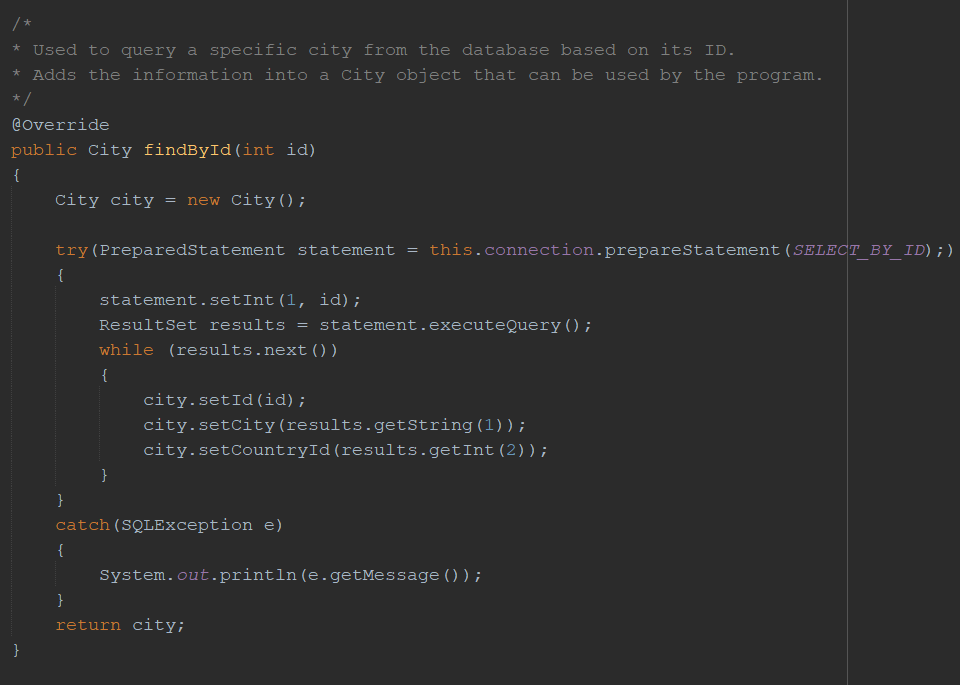 /*
* Used to query a specific city from the database based on its ID.
* Adds the information into a City object that can be used by the program.
*/
@Override
public City findById(int id)
{
    City city = new City();

    try(PreparedStatement statement = this.connection.prepareStatement(SELECT_BY_ID);)
    {
        statement.setInt(1, id);
        ResultSet results = statement.executeQuery();
        while (results.next())
        {
            city.setId(id);
            city.setCity(results.getString(1));
            city.setCountryId(results.getInt(2));
        }
    }
    catch(SQLException e)
    {
        System.out.println(e.getMessage());
    }
    return city;
}